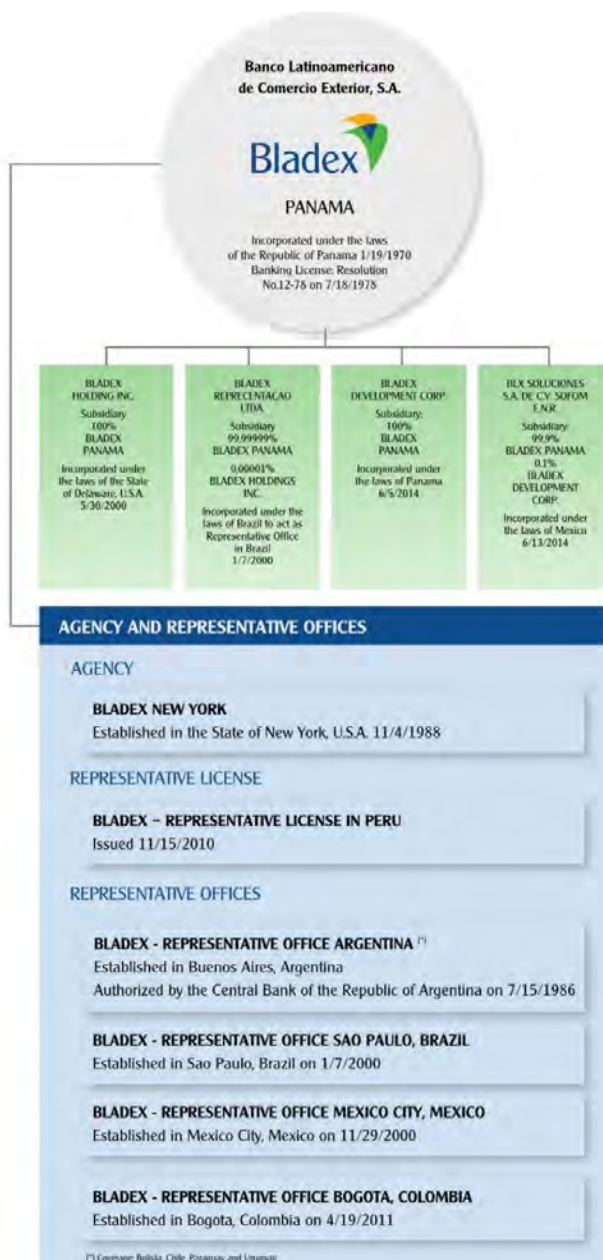 Banco Latinoamericano
de Comercio Exterior, S.A.
Bladex
PANAMA
Incorporated under the laws
of the Republic of Panama 1/19/1970
Banking License: Resolution
No.12-78 on 7/18/1978
BLADEX
HOLDING INC.
Subsidiary
100%
BLADEX
PANAMA
Incorporated under
the laws of the State
of Delaware, U.S.A.
5/30/2000
BLADEX
REPRECENTACAO
LTDA.
Subsidiary
99,99999%
BLADEX PANAMA
0,00001%
BLADEX HOLDINGS
INC.
Incorporated under the
laws of Brazil to act as
Representative Office
in Brazil
1/7/2000
BLADEX
DEVELOPMENT CORP.
Subsidiary:
100%
BLADEX
PANAMA
Incorporated under
the laws of Panama
6/5/2014
BLX SOLUCIONES
S.A. DE C.V. SOFOM
E.N.R.
Subsidiary:
99.9%
BLADEX PANAMA
0.1%
BLADEX
DEVELOPMENT
CORP.
Incorporated under
the laws of Mexico
6/13/2014
AGENCY AND REPRESENTATIVE OFFICES
AGENCY
BLADEX NEW YORK
Established in the State of New York, U.S.A. 11/4/1988
REPRESENTATIVE LICENSE
BLADEX – REPRESENTATIVE LICENSE IN PERU
Issued 11/15/2010
REPRESENTATIVE OFFICES
BLADEX - REPRESENTATIVE OFFICE ARGENTINA (*)
Established in Buenos Aires, Argentina
Authorized by the Central Bank of the Republic of Argentina on 7/15/1986
BLADEX - REPRESENTATIVE OFFICE SAO PAULO, BRAZIL
Established in Sao Paulo, Brazil on 1/7/2000
BLADEX - REPRESENTATIVE OFFICE MEXICO CITY, MEXICO
Established in Mexico City, Mexico on 11/29/2000
BLADEX - REPRESENTATIVE OFFICE BOGOTA, COLOMBIA
Established in Bogota, Colombia on 4/19/2011
(*) Coverage: Bolivia, Chile, Paraguay and Uruguay